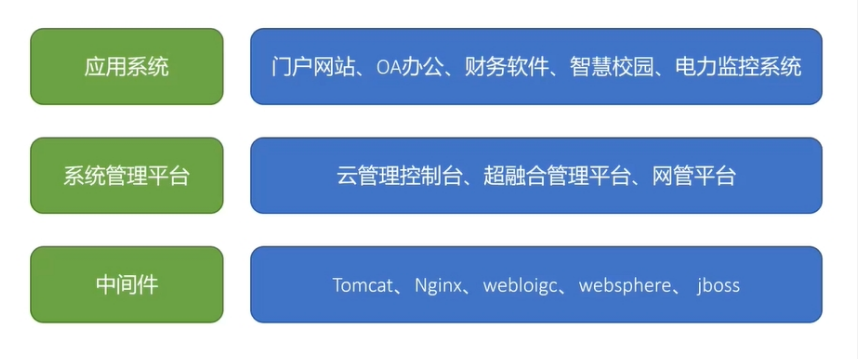 应用系统
门户网站、OA办公、财务软件、智慧校园、电力监控系统
系统管理平台
云管理控制台、超融合管理平台、网管平台
中间件
Tomcat、Nginx、webloigc、websphere、 jboss